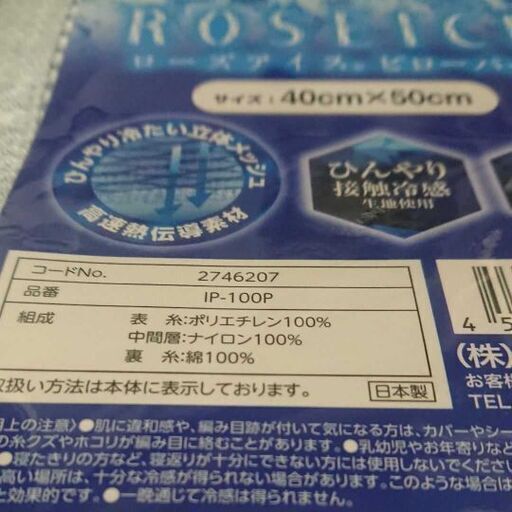 ROSEIC
ローズアイス®ピローパ
サイズ：40cm×50cm
ひんやり冷たい立体メッシュ
高速熱伝導素材
ひんやり
接触冷感
生地使用
コードNo. 2746207
品番 IP-100P
組成 表 糸:ポリエチレン100%
中間層:ナイロン100%
裏 糸:綿100%
取扱い方法は本体に表示しております。 日本製
4 5
(株)
お客様
TEL
用上の注意〉●肌に違和感や、編み目跡が付いて気になる方は、カバーやシー
の糸クズやホコリが編み目に絡むことがあります。●乳幼児やお年寄りなど
●寝たきりの方など、寝返りが十分にできない方には使用しないでくだ
高い場所は、十分な冷感が得られない場合があります。このような場合は
と効果的です。●一晩通じて冷感は得られません。